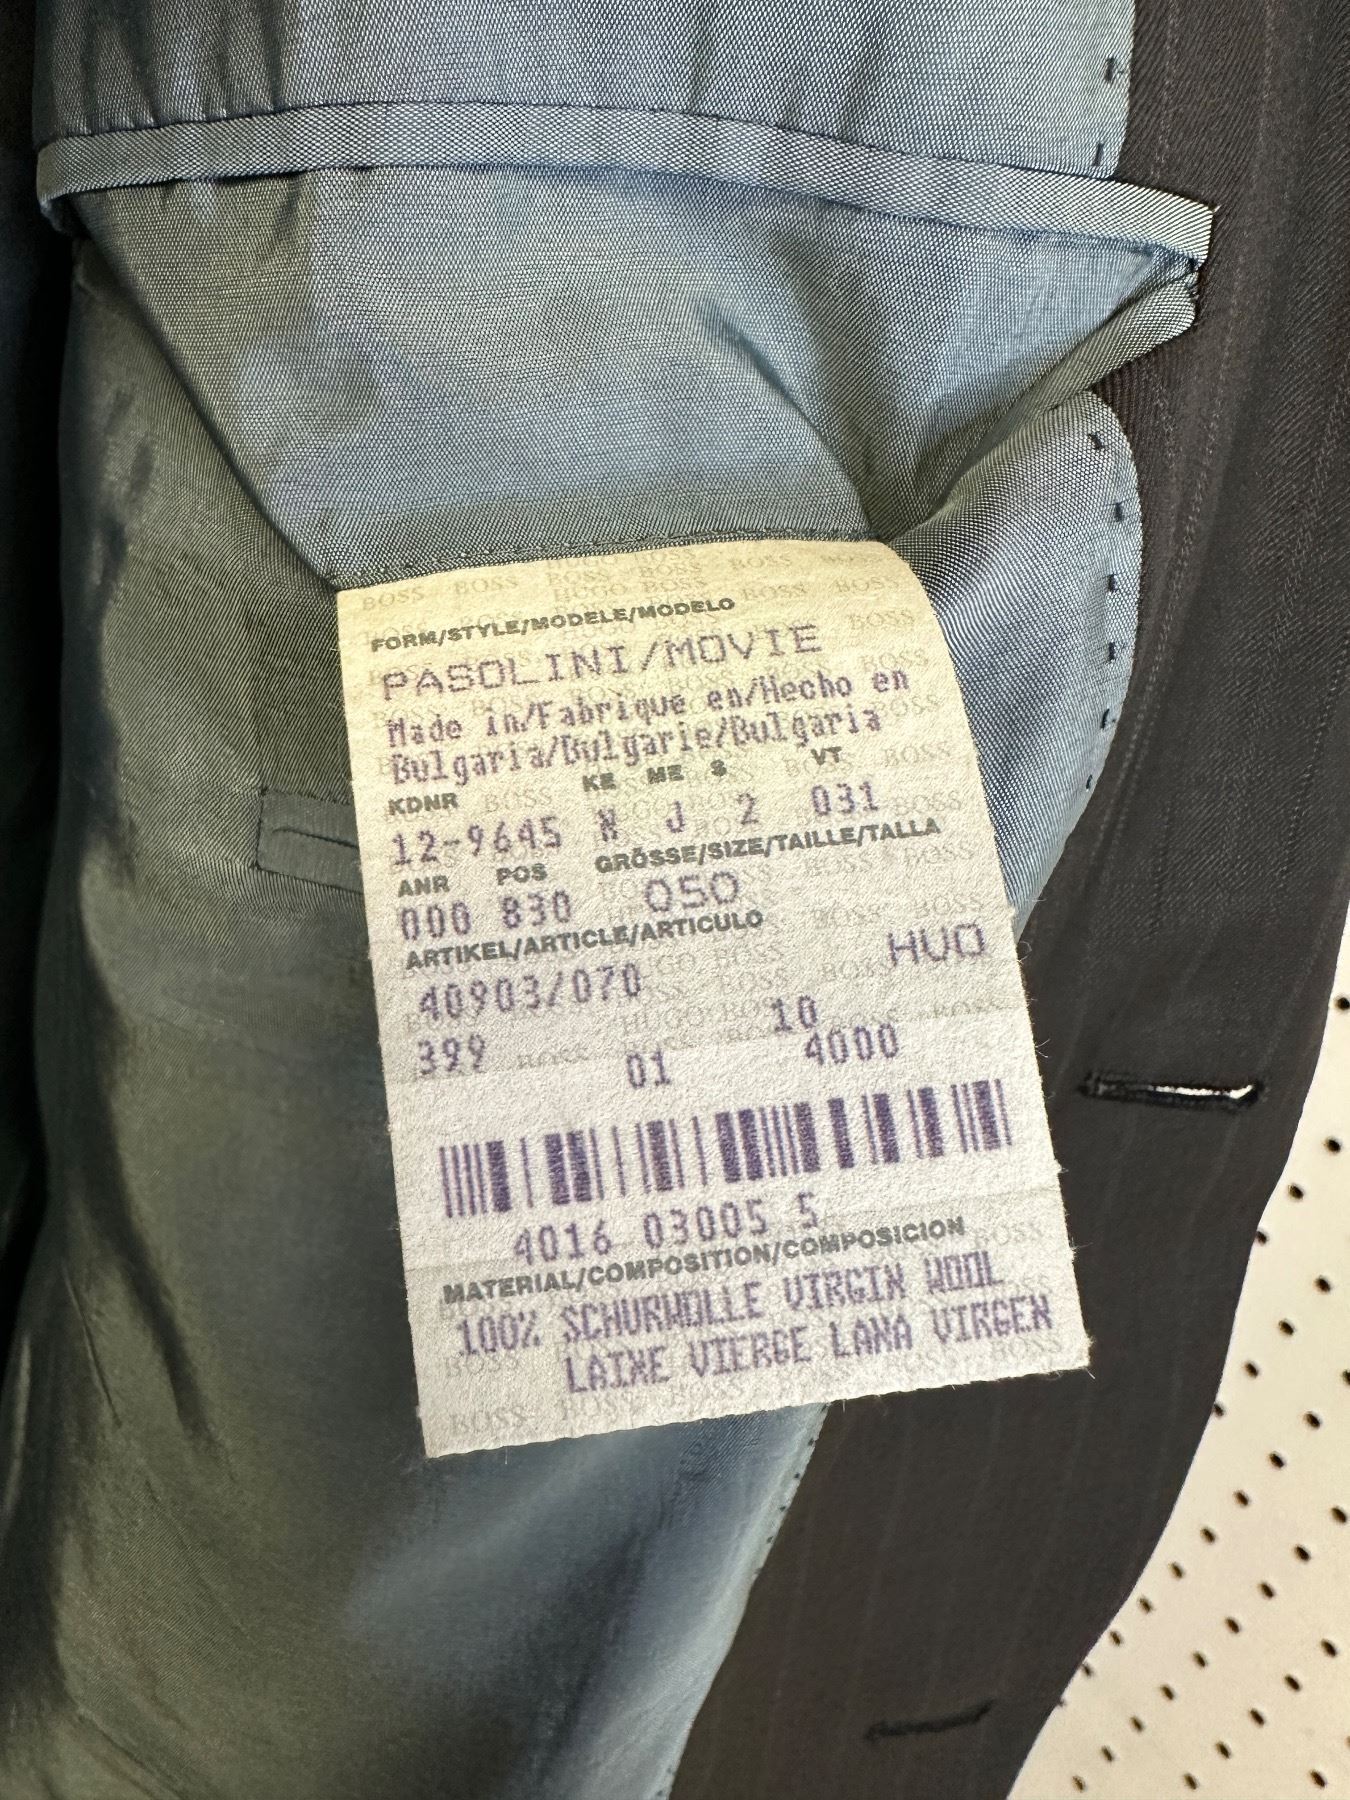 FORM/STYLE/MODELE/MODELO
PASOLINI/MOVIE
Made in/Fabrique en/Hecho en
Bulgaria/Bulgarie/Bulgaria
KDNR KE ME S VT
12-9645 N J 2 031
ANR POS GRÖSSE/SIZE/TAILLE/TALLA
000 830 050
ARTIKEL/ARTICLE/ARTICULO
40903/070 HVO
399 01 10 4000
4016 03005 5
MATERIAL/COMPOSITION/COMPOSICION
100% SCHURWOLLE VIRGIN WOOL
LAINE VIERGE LANA VIRGEN